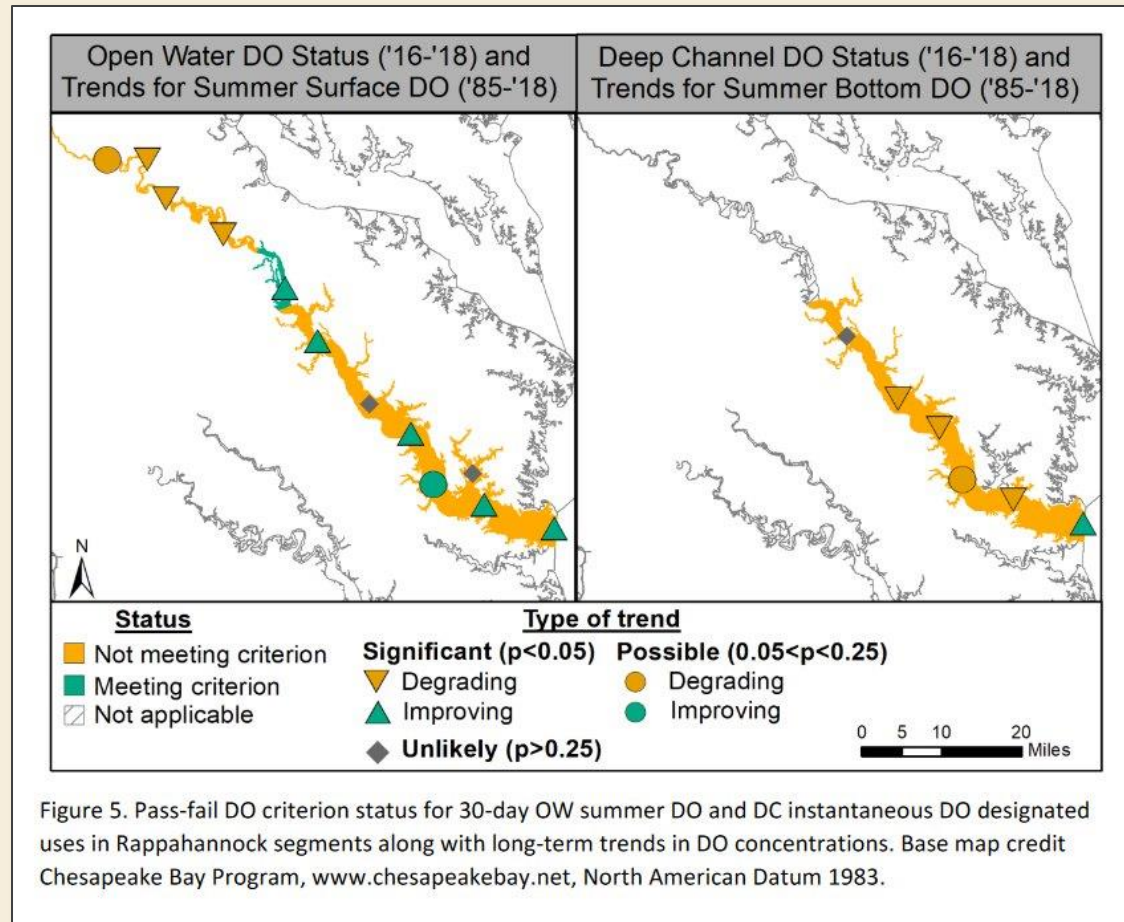 Open Water DO Status ('16-'18) and
Trends for Summer Surface DO ('85-'18)
Deep Channel DO Status ('16-'18) and
Trends for Summer Bottom DO ('85-'18)
N
Status
Not meeting criterion
Meeting criterion
Not applicable
Type of trend
Significant (p<0.05)
Degrading
Improving
Unlikely (p>0.25)
Possible (0.05<p<0.25)
Degrading
Improving
0 5 10 20
Miles
Figure 5. Pass-fail DO criterion status for 30-day OW summer DO and DC instantaneous DO designated
uses in Rappahannock segments along with long-term trends in DO concentrations. Base map credit
Chesapeake Bay Program, www.chesapeakebay.net, North American Datum 1983.